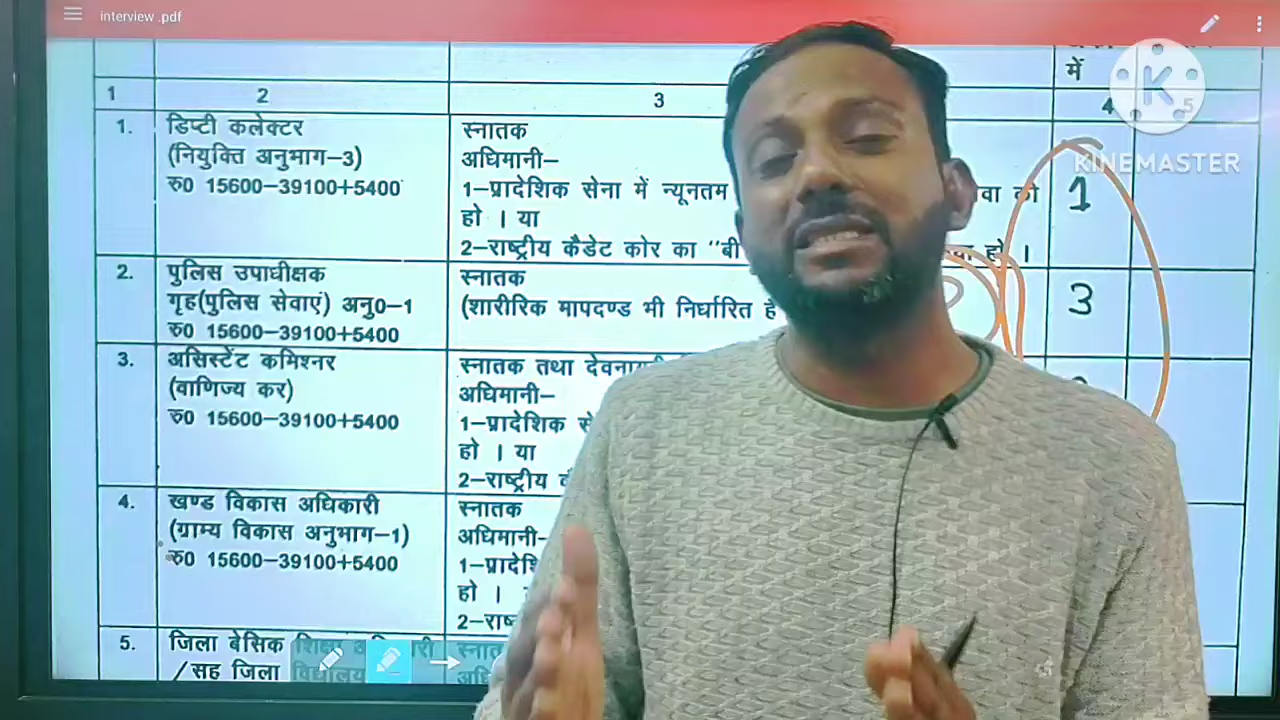 interview .pdf
में
1 2 3 4 5
KINEMASTER
1. डिप्टी कलेक्टर
(नियुक्ति अनुभाग–3)
रु0 15600–39100+5400
स्नातक
अधिमानी–
1–प्रादेशिक सेना में न्यूनतम
हो । या
2–राष्ट्रीय कैडेट कोर का "बी हो ।
1
2. पुलिस उपाधीक्षक
गृह(पुलिस सेवाएं) अनु0–1
रु0 15600–39100+5400
स्नातक
(शारीरिक मापदण्ड भी निर्धारित
3
3. असिस्टेंट कमिश्नर
(वाणिज्य कर)
रु0 15600–39100+5400
स्नातक तथा
अधिमानी–
1–प्रादेशिक
हो । या
2–राष्ट्रीय
4. खण्ड विकास अधिकारी
(ग्राम्य विकास अनुभाग–1)
रु0 15600–39100+5400
स्नातक
अधिमानी–
हो ।
5. जिला बेसिक शिक्षा
/सह जिला विद्यालय